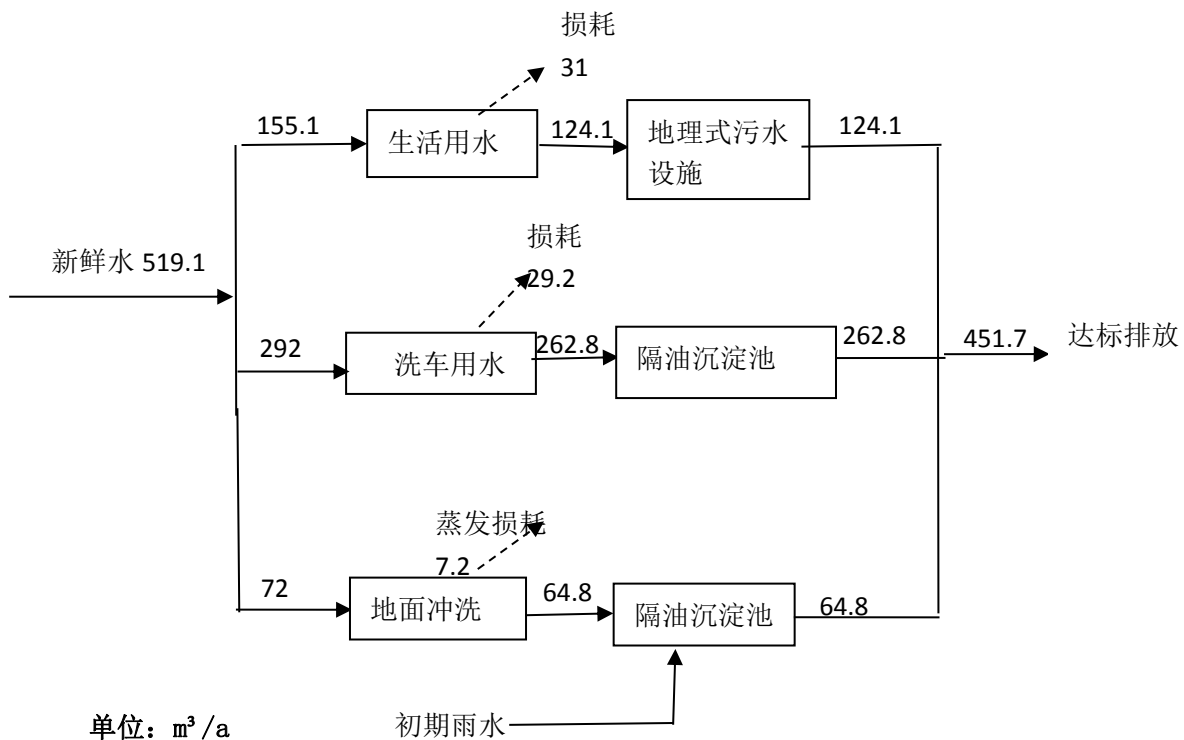 损耗
31
155.1
生活用水
124.1
地理式污水
设施
124.1
新鲜水 519.1
损耗
29.2
292
洗车用水
262.8
隔油沉淀池
262.8
451.7
达标排放
蒸发损耗
7.2
72
地面冲洗
64.8
隔油沉淀池
64.8
单位：m³/a
初期雨水